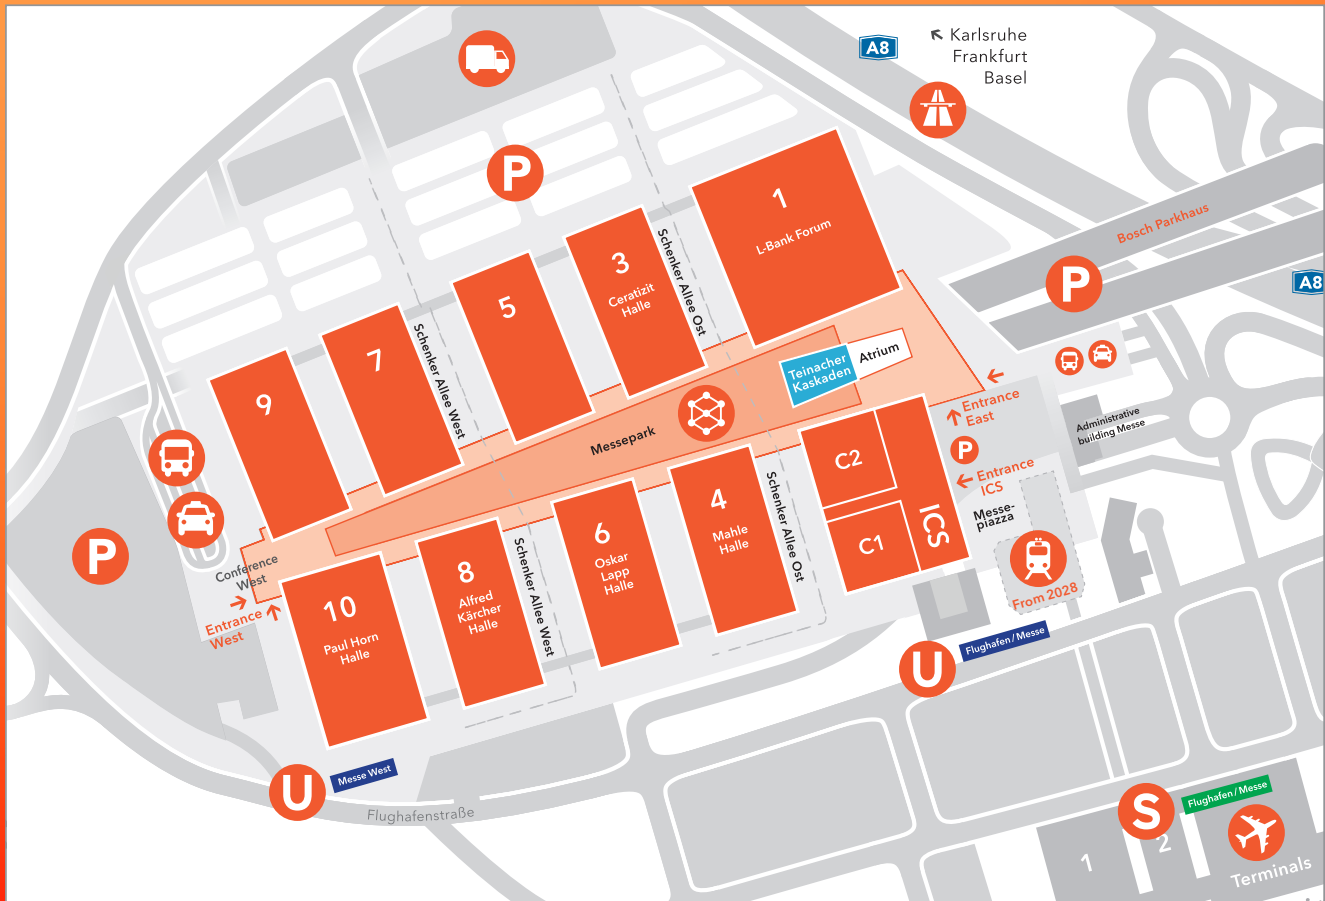 A8
Karlsruhe
Frankfurt
Basel
P
1
L-Bank Forum
Bosch Parkhaus
P
A8
3
Ceratizit
Halle
Schenker Allee Ost
5
7
Schenker Allee West
9
Teinacher
Kaskaden
Atrium
Messepark
Entrance
East
Administrative
building Messe
P
Entrance
ICS
Messe-
piazza
C2
C1
ICS
4
Mahle
Halle
Schenker Allee Ost
6
Oskar
Lapp
Halle
Schenker Allee West
8
Alfred
Kärcher
Halle
10
Paul Horn
Halle
Conference
West
Entrance
West
P
From 2028
U
Flughafen / Messe
U
Messe West
Flughafenstraße
S
Flughafen / Messe
1
2
Terminals